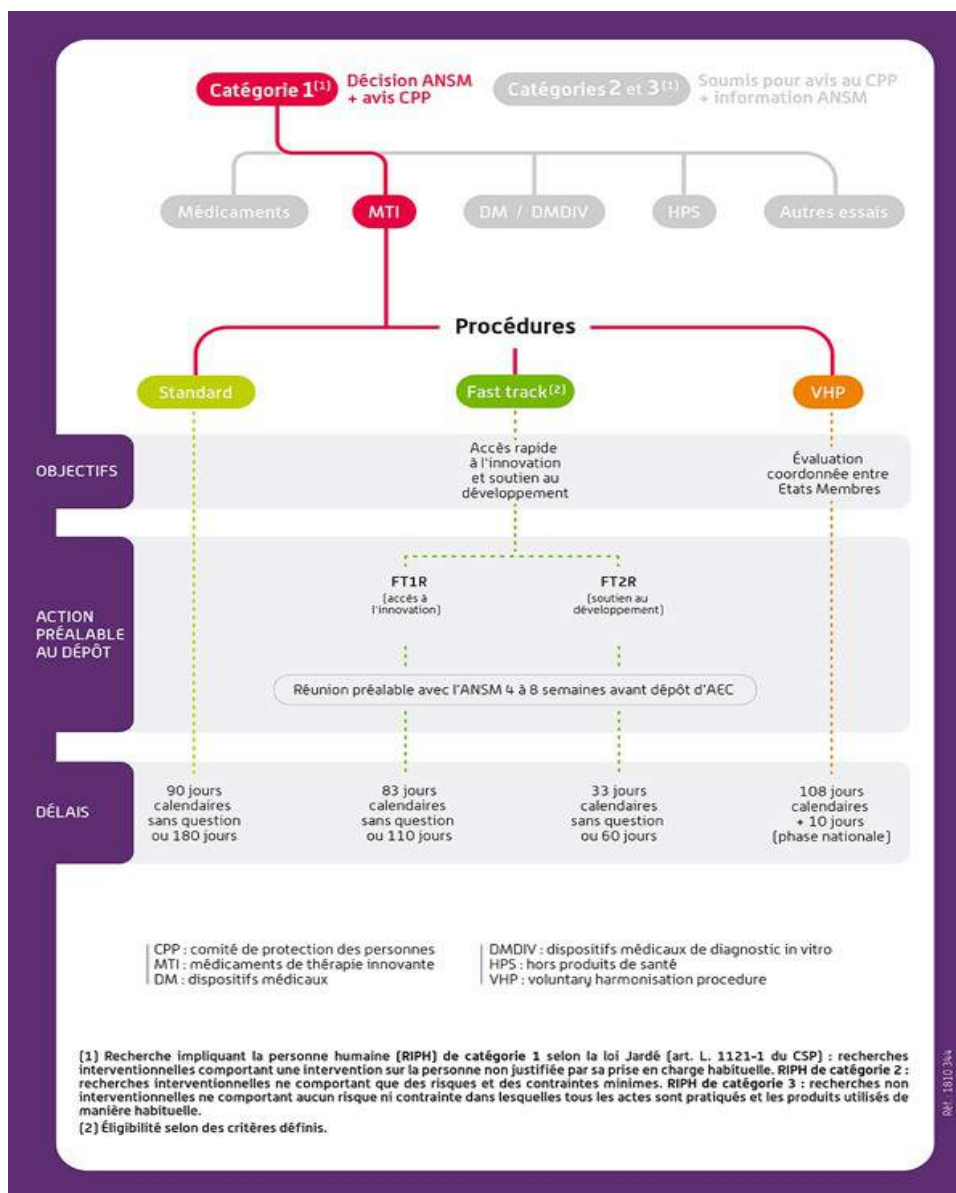 Catégorie 1(1)
Décision ANSM
+ avis CPP
Catégories 2 et 3(1)
Soumis pour avis au CPP
+ information ANSM
Médicaments
MTI
DM / DMDIV
HPS
Autres essais
Procédures
Standard
Fast track(2)
VHP
OBJECTIFS
Accès rapide
à l'innovation
et soutien au
développement
Évaluation
coordonnée entre
Etats Membres
ACTION
PRÉALABLE
AU DÉPÔT
FT1R
(accès à
l'innovation)
FT2R
(soutien au
développement)
Réunion préalable avec l'ANSM 4 à 8 semaines avant dépôt d'AEC
DÉLAIS
90 jours
calendaires
sans question
ou 180 jours
83 jours
calendaires
sans question
ou 110 jours
33 jours
calendaires
sans question
ou 60 jours
108 jours
calendaires
+ 10 jours
(phase nationale)
CPP : comité de protection des personnes
MTI : médicaments de thérapie innovante
DM : dispositifs médicaux
DMDIV : dispositifs médicaux de diagnostic in vitro
HPS : hors produits de santé
VHP : voluntary harmonisation procedure
(1) Recherche impliquant la personne humaine (RIPH) de catégorie 1 selon la loi Jardé (art. L. 1121-1 du CSP) : recherches
interventionnelles comportant une intervention sur la personne non justifiée par sa prise en charge habituelle. RIPH de catégorie 2 :
recherches interventionnelles ne comportant que des risques et des contraintes minimes. RIPH de catégorie 3 : recherches non
interventionnelles ne comportant aucun risque ni contrainte dans lesquelles tous les actes sont pratiqués et les produits utilisés de
manière habituelle.
(2) Éligibilité selon des critères définis.
Réf. : 1810344